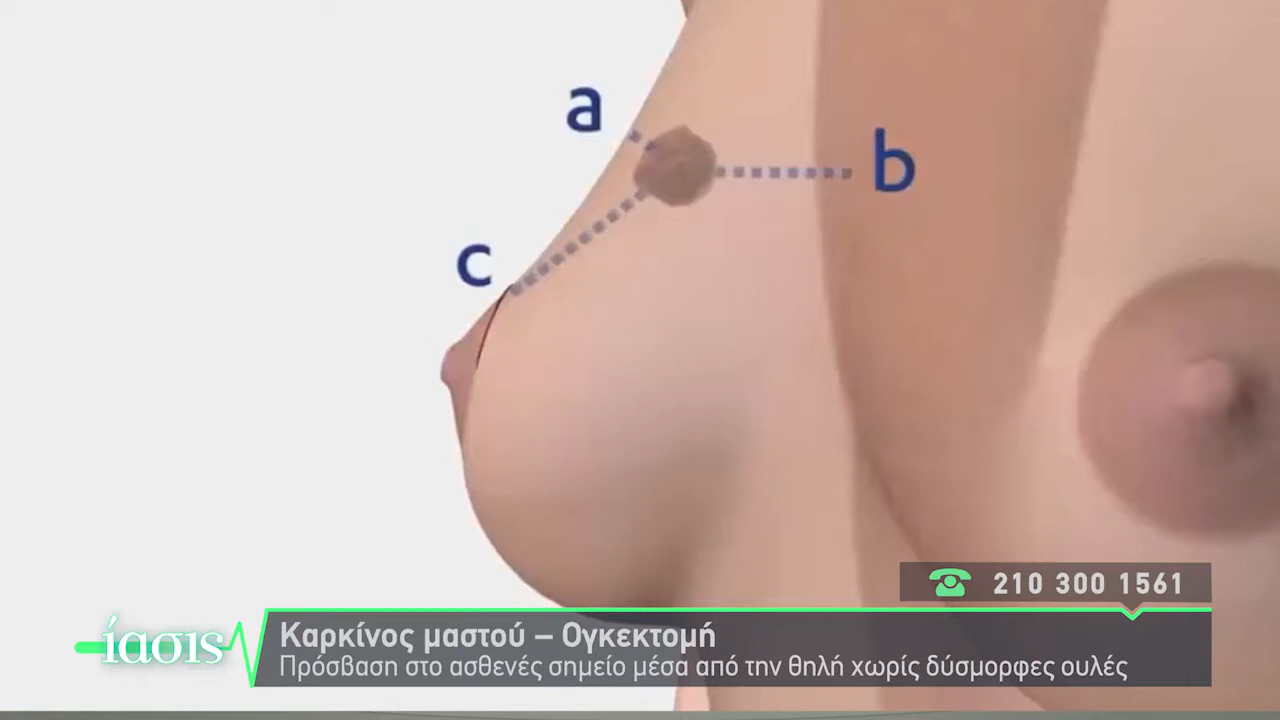 a
b
c
210 300 1561
ίασις
Καρκίνος μαστού – Ογκεκτομή
Πρόσβαση στο ασθενές σημείο μέσα από την θηλή χωρίς δύσμορφες ουλές